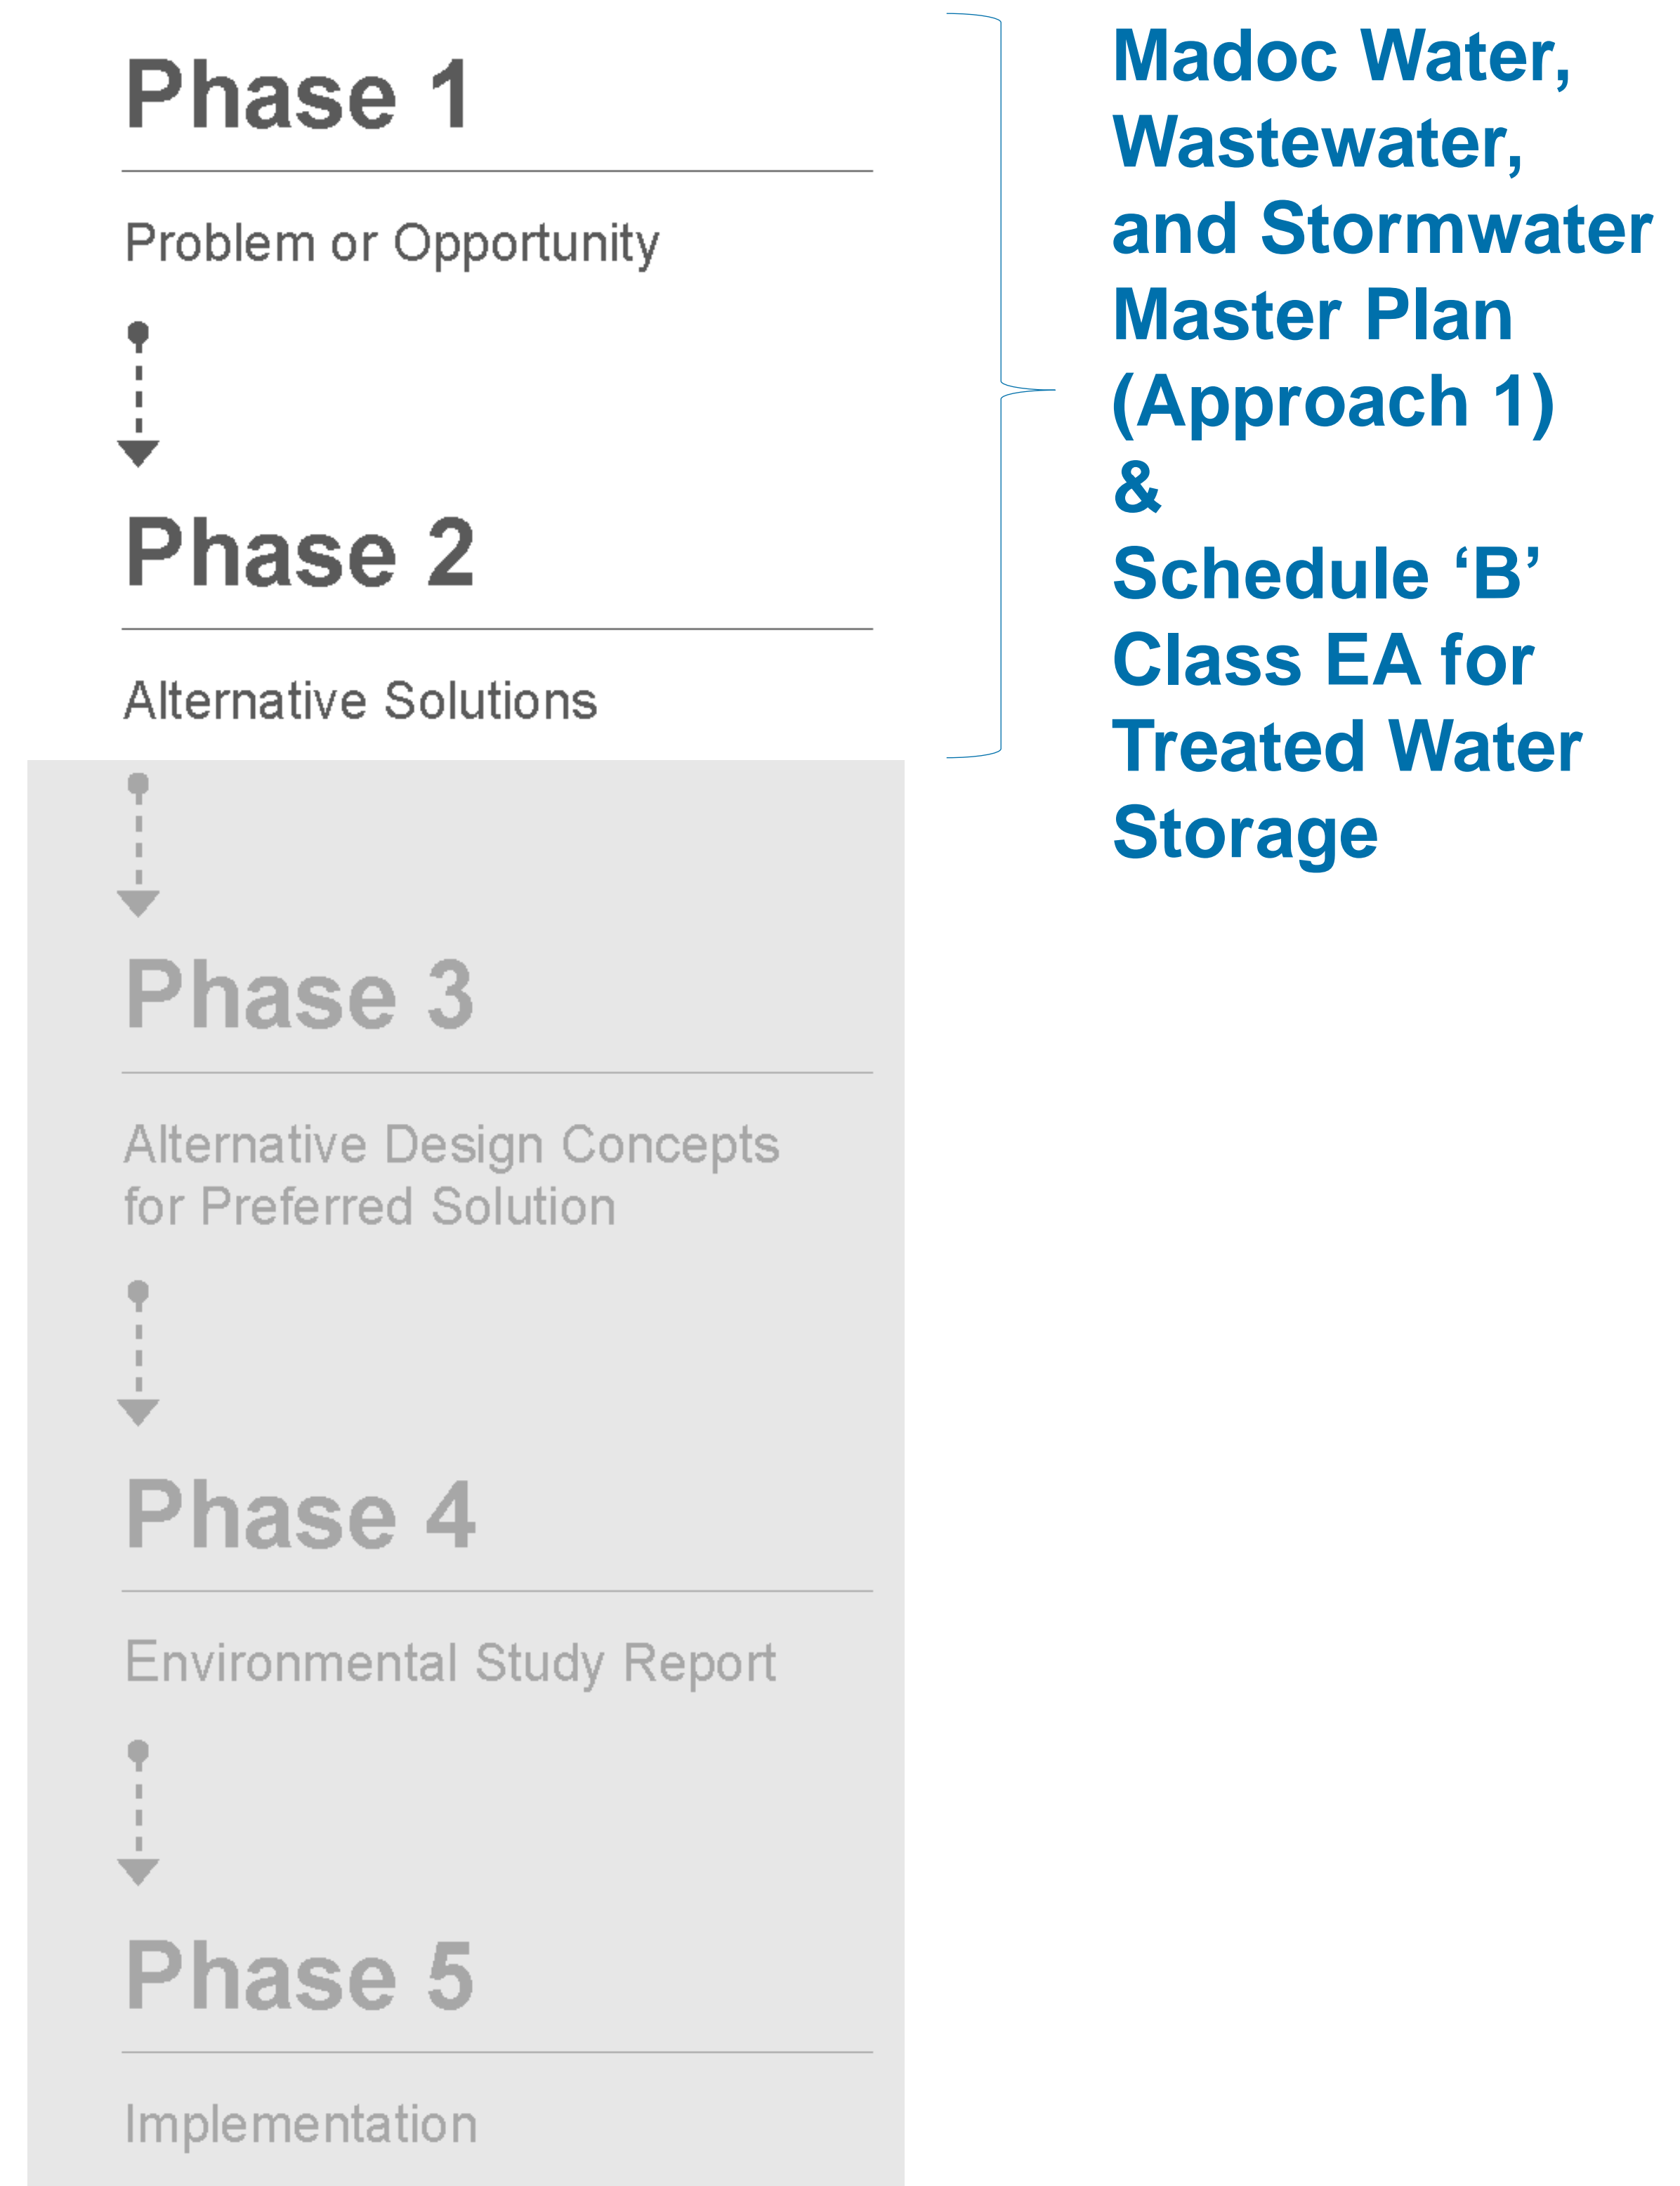 Phase 1
Problem or Opportunity
Phase 2
Alternative Solutions
Phase 3
Alternative Design Concepts
for Preferred Solution
Phase 4
Environmental Study Report
Phase 5
Implementation
Madoc Water,
Wastewater,
and Stormwater
Master Plan
(Approach 1)
&
Schedule ‘B’
Class EA for
Treated Water
Storage